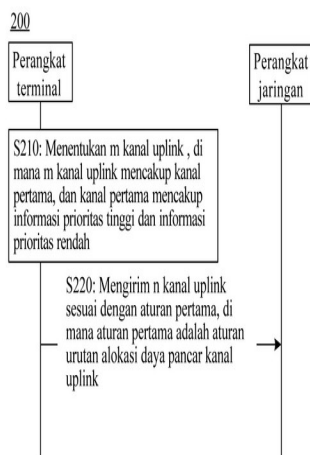 200
Perangkat
terminal
Perangkat
jaringan
S210: Menentukan m kanal uplink , di
mana m kanal uplink mencakup kanal
pertama, dan kanal pertama mencakup
informasi prioritas tinggi dan informasi
prioritas rendah
S220: Mengirim n kanal uplink
sesuai dengan aturan pertama, di
mana aturan pertama adalah aturan
urutan alokasi daya pancar kanal
uplink